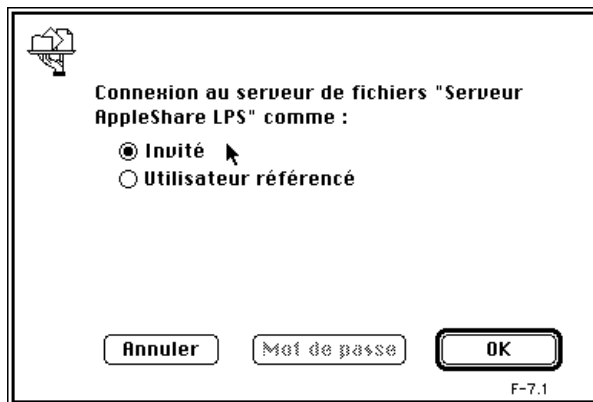 Connexion au serveur de fichiers "Serveur
AppleShare LPS" comme :
Invité
Utilisateur référencé
Annuler
Mot de passe
OK
F-7.1